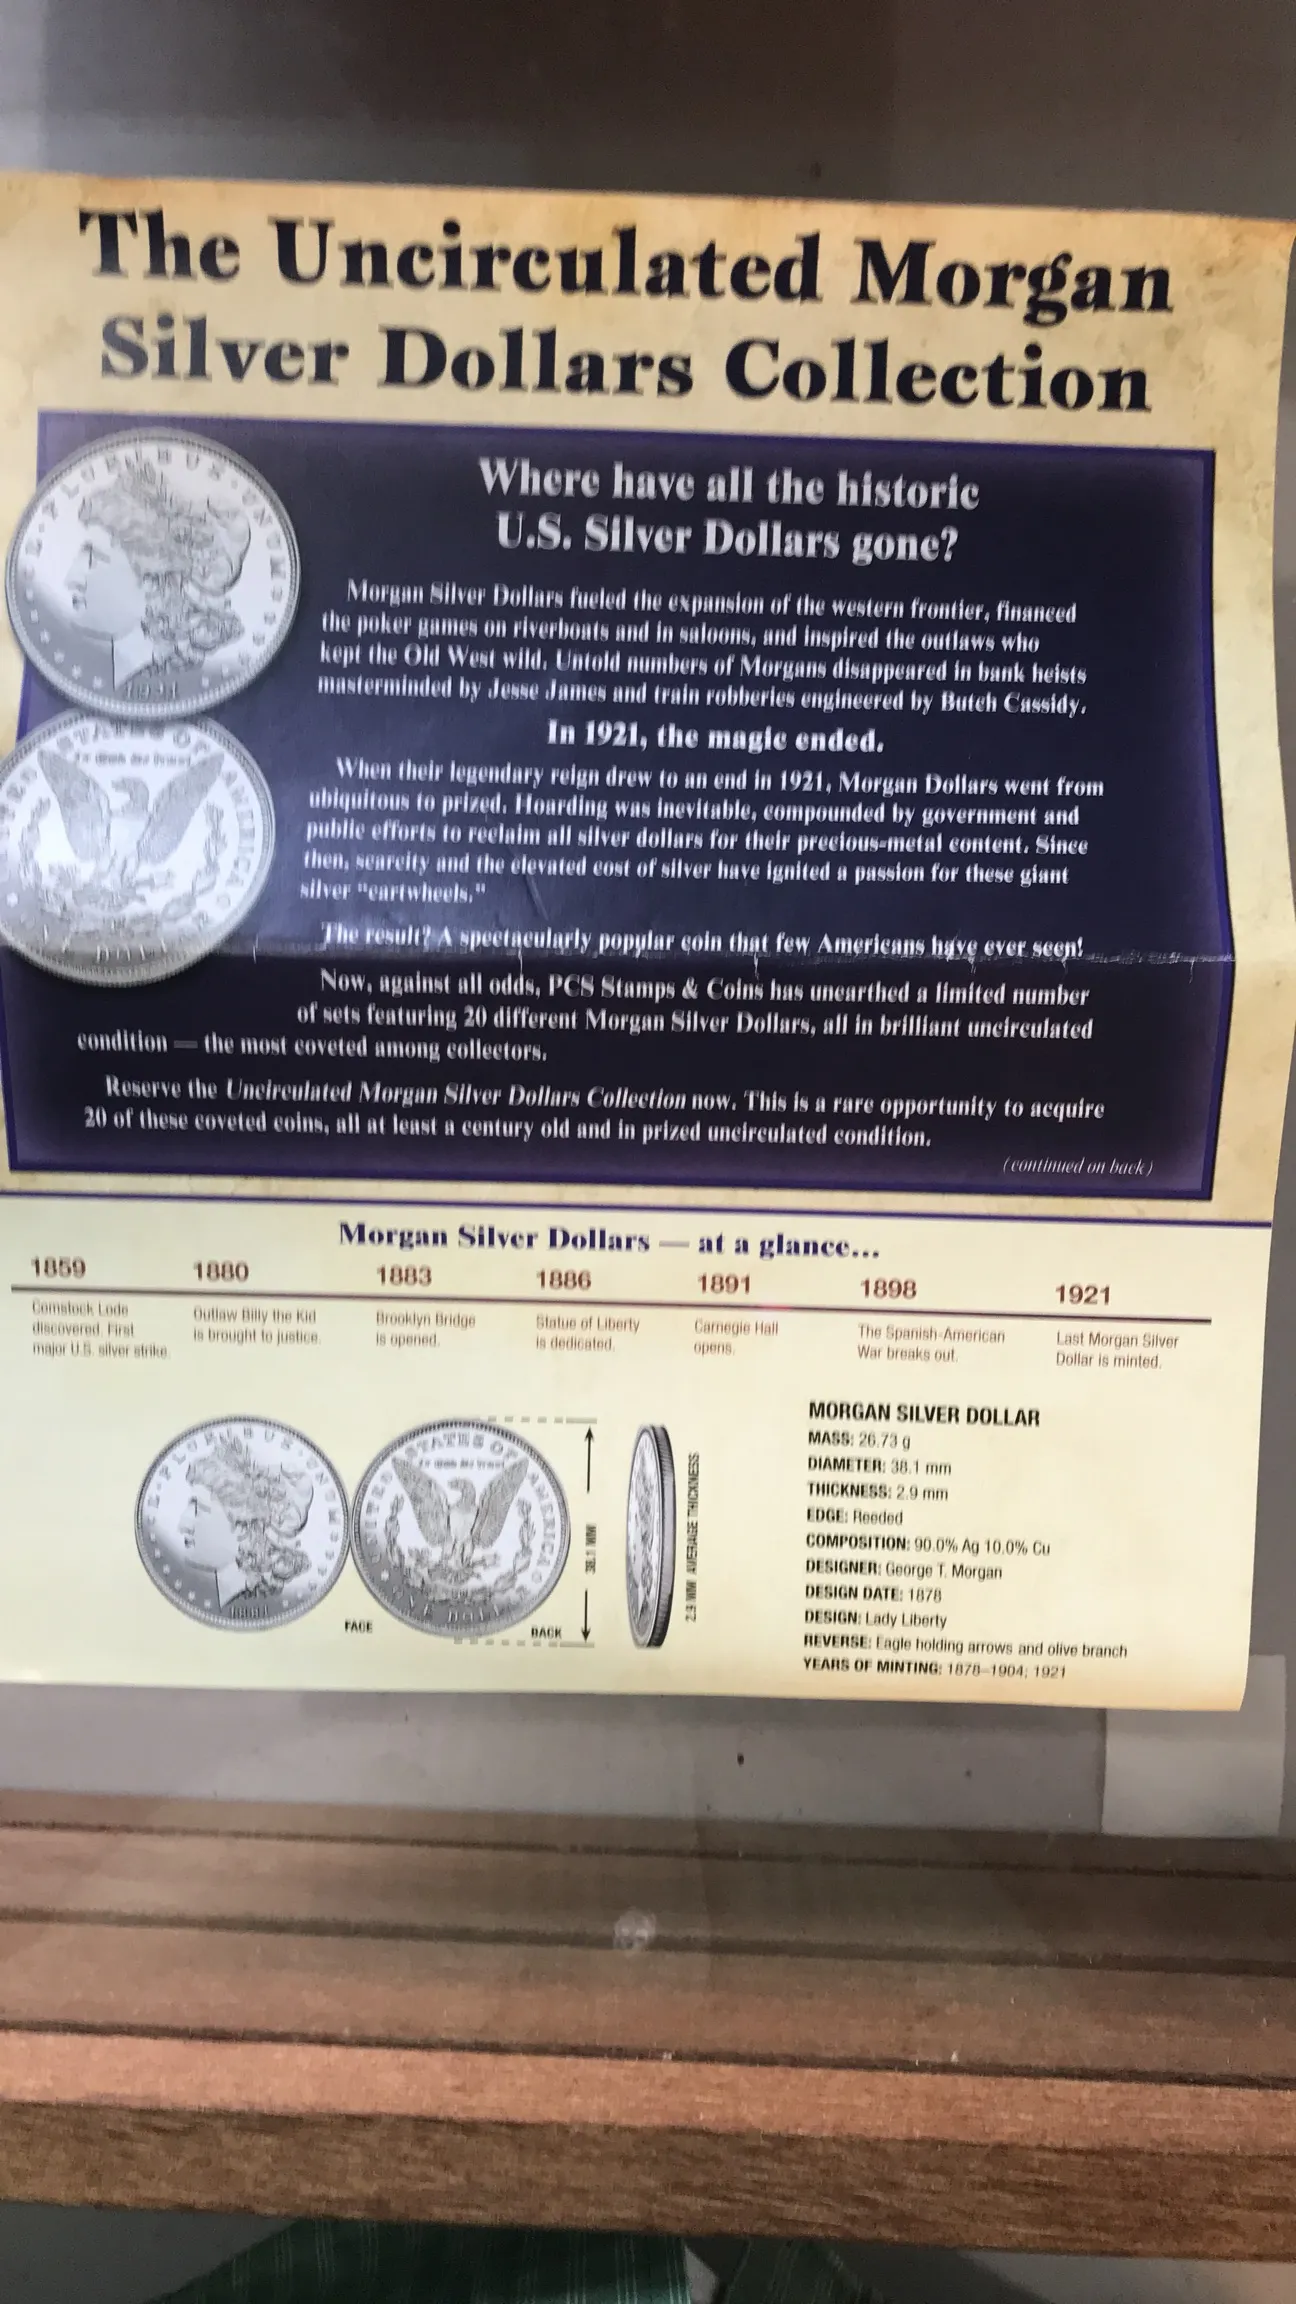 The Uncirculated Morgan
Silver Dollars Collection
Where have all the historic
U.S. Silver Dollars gone?
Morgan Silver Dollars fueled the expansion of the western frontier, financed
the poker games on riverboats and in saloons, and inspired the outlaws who
kept the Old West wild. Untold numbers of Morgans disappeared in bank heists
masterminded by Jesse James and train robberies engineered by Butch Cassidy.
In 1921, the magic ended.
When their legendary reign drew to an end in 1921, Morgan Dollars went from
ubiquitous to prized. Hoarding was inevitable, compounded by government and
public efforts to reclaim all silver dollars for their precious-metal content. Since
then, scarcity and the elevated cost of silver have ignited a passion for these giant
silver "cartwheels."
The result? A spectacularly popular coin that few Americans have ever seen!
Now, against all odds, PCS Stamps & Coins has unearthed a limited number
of sets featuring 20 different Morgan Silver Dollars, all in brilliant uncirculated
condition — the most coveted among collectors.
Reserve the Uncirculated Morgan Silver Dollars Collection now. This is a rare opportunity to acquire
20 of these coveted coins, all at least a century old and in prized uncirculated condition.
(continued on back)
E·PLURIBUS·UNUM
STATES OF AMERICA
Morgan Silver Dollars — at a glance...
1859 1880 1883 1886 1891 1898 1921
Comstock Lode
discovered. First
major U.S. silver strike.
Outlaw Billy the Kid
is brought to justice.
Brooklyn Bridge
is opened.
Statue of Liberty
is dedicated.
Carnegie Hall
opens.
The Spanish-American
War breaks out.
Last Morgan Silver
Dollar is minted.
E·PLURIBUS·UNUM
UNITED STATES OF AMERICA
FACE
BACK
38.1 MM
2.9 MM AVERAGE THICKNESS
MORGAN SILVER DOLLAR
MASS: 26.73 g
DIAMETER: 38.1 mm
THICKNESS: 2.9 mm
EDGE: Reeded
COMPOSITION: 90.0% Ag 10.0% Cu
DESIGNER: George T. Morgan
DESIGN DATE: 1878
DESIGN: Lady Liberty
REVERSE: Eagle holding arrows and olive branch
YEARS OF MINTING: 1878–1904; 1921